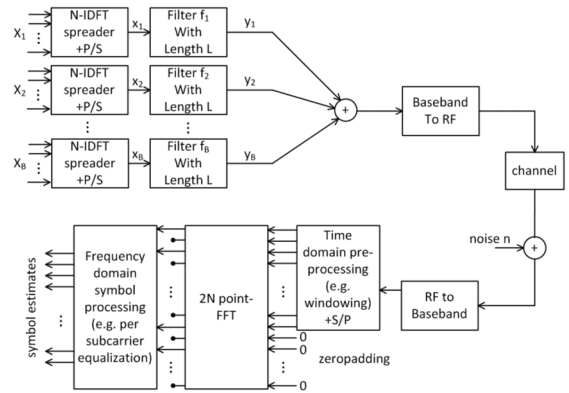 X1
N-IDFT
spreader
+P/S
x1
Filter f1
With
Length L
y1
X2
N-IDFT
spreader
+P/S
x2
Filter f2
With
Length L
y2
XB
N-IDFT
spreader
+P/S
xB
Filter fB
With
Length L
yB
+
Baseband
To RF
channel
noise n
+
RF to
Baseband
Time
domain pre-
processing
(e.g.
windowing)
+S/P
0
0
0
zeropadding
2N point-
FFT
Frequency
domain
symbol
processing
(e.g. per
subcarrier
equalization)
symbol estimates